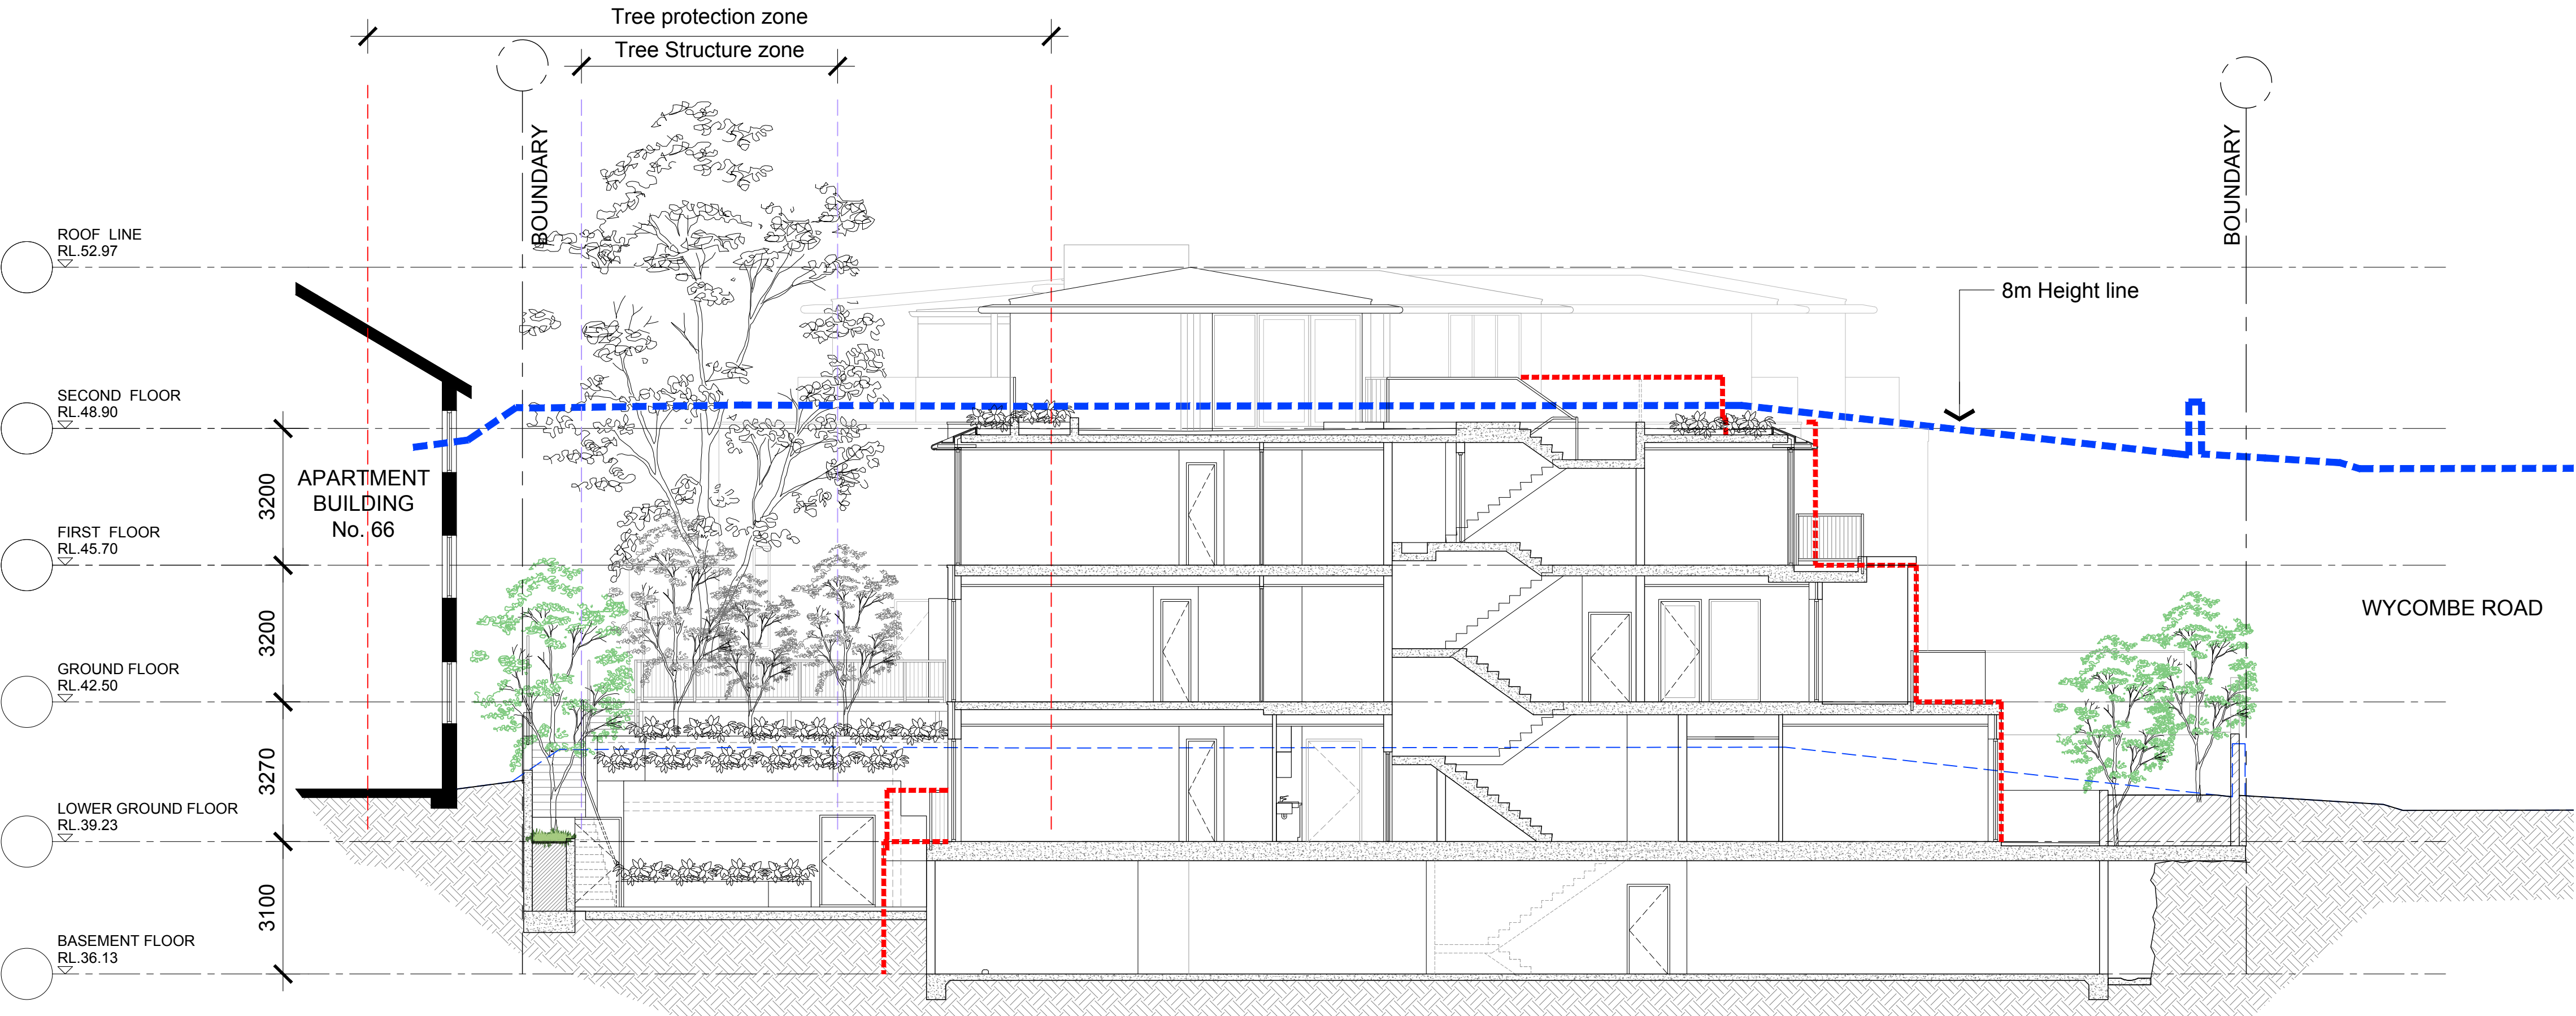 Tree protection zone
Tree Structure zone
BOUNDARY
BOUNDARY
ROOF LINE
RL.52.97
8m Height line
SECOND FLOOR
RL.48.90
APARTMENT
BUILDING
No. 66
3200
FIRST FLOOR
RL.45.70
3200
WYCOMBE ROAD
GROUND FLOOR
RL.42.50
3270
LOWER GROUND FLOOR
RL.39.23
3100
BASEMENT FLOOR
RL.36.13